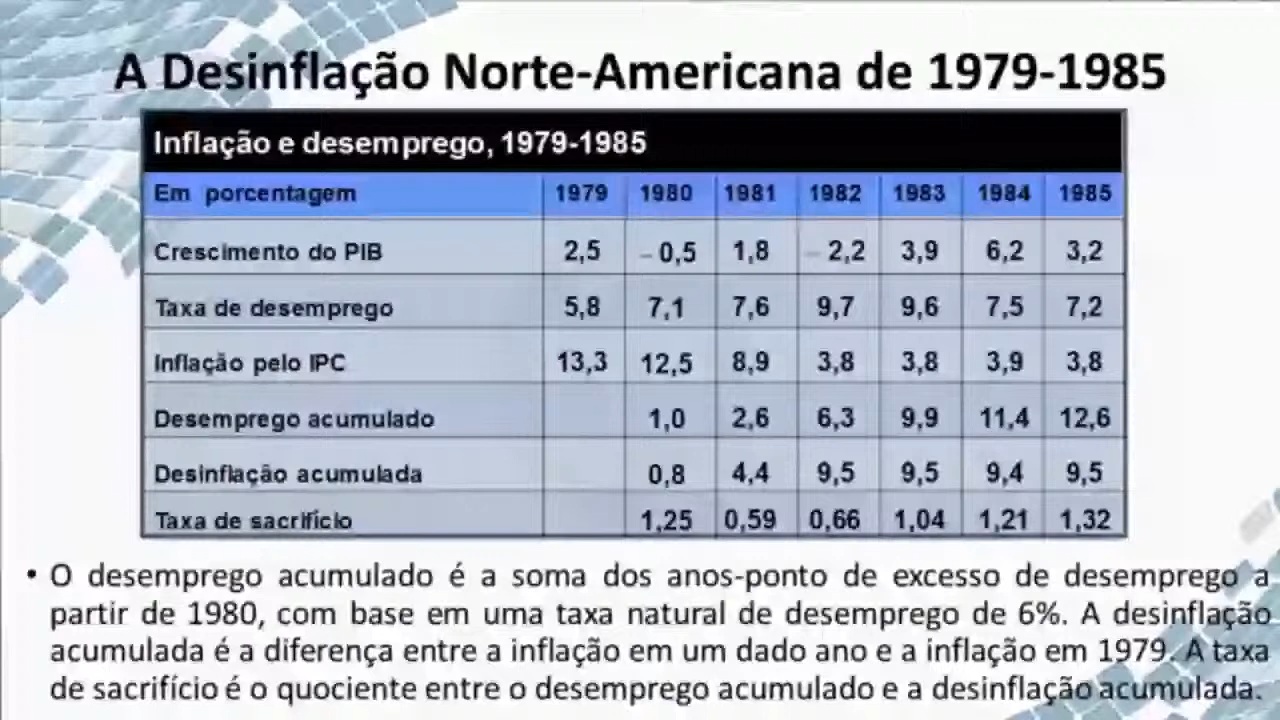 A Desinflação Norte-Americana de 1979-1985
Inflação e desemprego, 1979-1985
Em porcentagem 1979 1980 1981 1982 1983 1984 1985
Crescimento do PIB 2,5 – 0,5 1,8 – 2,2 3,9 6,2 3,2
Taxa de desemprego 5,8 7,1 7,6 9,7 9,6 7,5 7,2
Inflação pelo IPC 13,3 12,5 8,9 3,8 3,8 3,9 3,8
Desemprego acumulado 1,0 2,6 6,3 9,9 11,4 12,6
Desinflação acumulada 0,8 4,4 9,5 9,5 9,4 9,5
Taxa de sacrifício 1,25 0,59 0,66 1,04 1,21 1,32
• O desemprego acumulado é a soma dos anos-ponto de excesso de desemprego a
partir de 1980, com base em uma taxa natural de desemprego de 6%. A desinflação
acumulada é a diferença entre a inflação em um dado ano e a inflação em 1979. A taxa
de sacrifício é o quociente entre o desemprego acumulado e a desinflação acumulada.